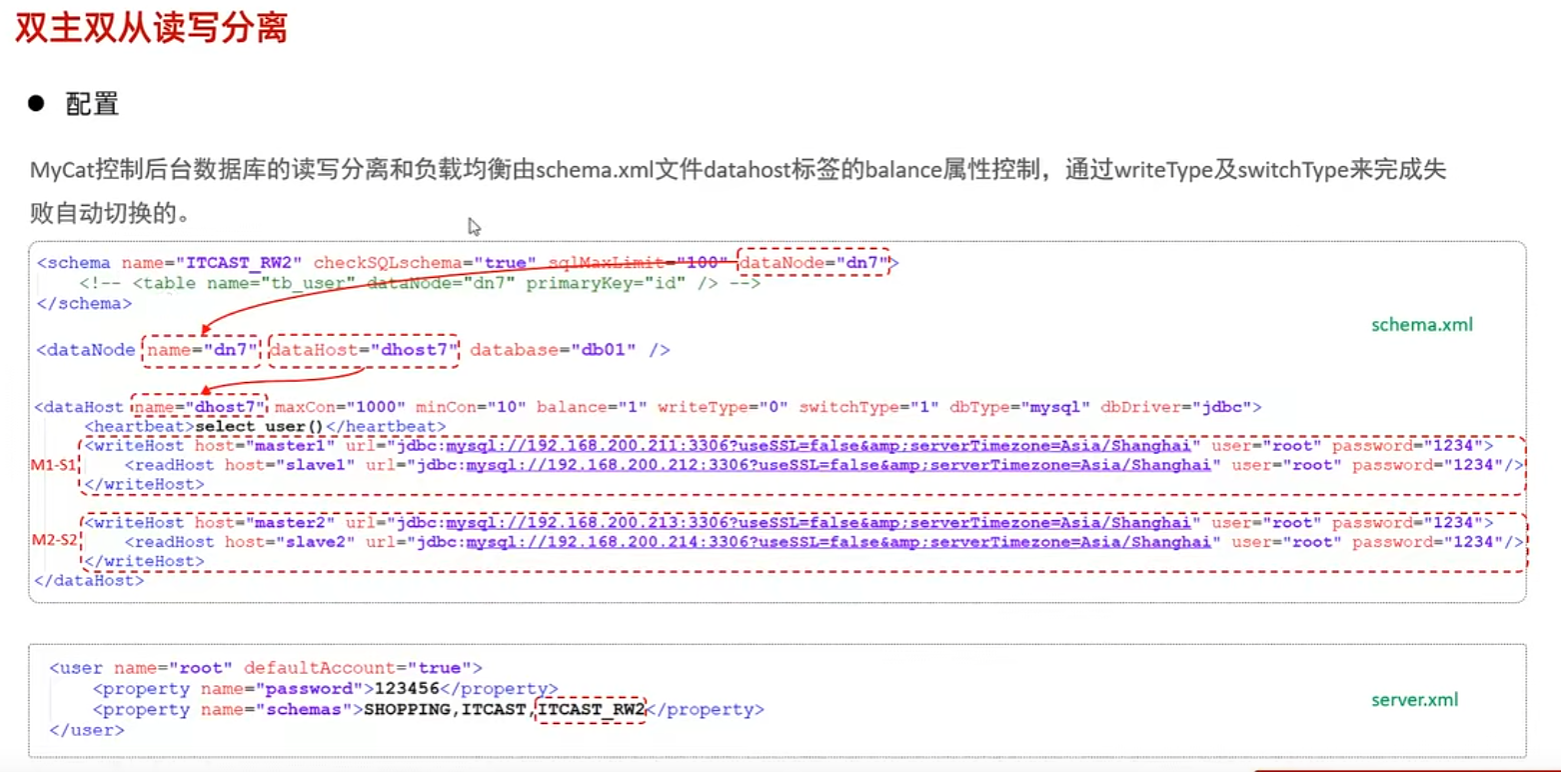 双主双从读写分离
● 配置
MyCat控制后台数据库的读写分离和负载均衡由schema.xml文件datahost标签的balance属性控制，通过writeType及switchType来完成失
败自动切换的。
<schema name="ITCAST_RW2" checkSQLschema="true" sqlMaxLimit="100" dataNode="dn7">
<!-- <table name="tb_user" dataNode="dn7" primaryKey="id" /> -->
</schema>
schema.xml
<dataNode name="dn7" dataHost="dhost7" database="db01" />
<dataHost name="dhost7" maxCon="1000" minCon="10" balance="1" writeType="0" switchType="1" dbType="mysql" dbDriver="jdbc">
<heartbeat>select user()</heartbeat>
<writeHost host="master1" url="jdbc:mysql://192.168.200.211:3306?useSSL=false&amp;serverTimezone=Asia/Shanghai" user="root" password="1234">
M1-S1 <readHost host="slave1" url="jdbc:mysql://192.168.200.212:3306?useSSL=false&amp;serverTimezone=Asia/Shanghai" user="root" password="1234"/>
</writeHost>
<writeHost host="master2" url="jdbc:mysql://192.168.200.213:3306?useSSL=false&amp;serverTimezone=Asia/Shanghai" user="root" password="1234">
M2-S2 <readHost host="slave2" url="jdbc:mysql://192.168.200.214:3306?useSSL=false&amp;serverTimezone=Asia/Shanghai" user="root" password="1234"/>
</writeHost>
</dataHost>
<user name="root" defaultAccount="true">
<property name="password">123456</property>
<property name="schemas">SHOPPING,ITCAST,ITCAST_RW2</property>
server.xml
</user>